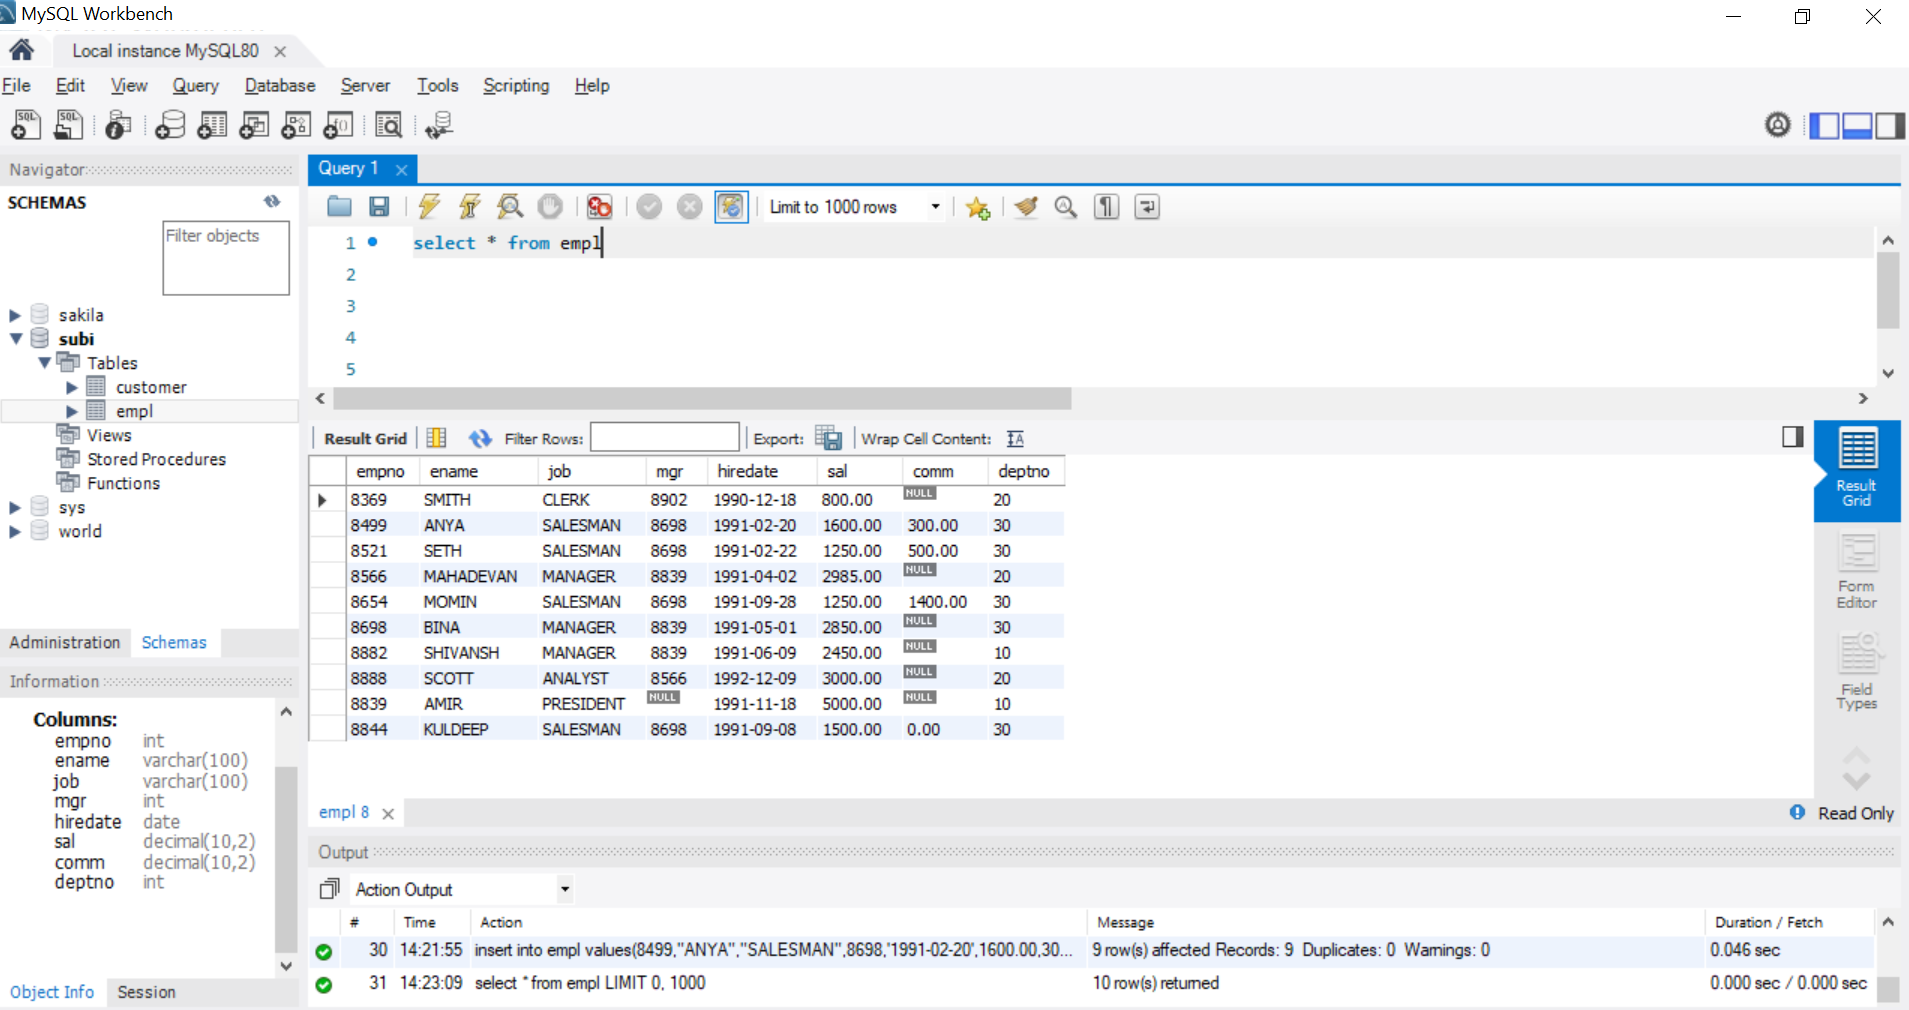 MySQL Workbench
Local instance MySQL80
File Edit View Query Database Server Tools Scripting Help
Navigator
SCHEMAS
Filter objects
sakila
subi
Tables
customer
empl
Views
Stored Procedures
Functions
sys
world
Administration Schemas
Information
Columns:
empno int
ename varchar(100)
job varchar(100)
mgr int
hiredate date
sal decimal(10,2)
comm decimal(10,2)
deptno int
Object Info Session
Query 1
Limit to 1000 rows
1 select * from empl
2
3
4
5
Result Grid Filter Rows: Export: Wrap Cell Content:
empno ename job mgr hiredate sal comm deptno
8369 SMITH CLERK 8902 1990-12-18 800.00 NULL 20
8499 ANYA SALESMAN 8698 1991-02-20 1600.00 300.00 30
8521 SETH SALESMAN 8698 1991-02-22 1250.00 500.00 30
8566 MAHADEVAN MANAGER 8839 1991-04-02 2985.00 NULL 20
8654 MOMIN SALESMAN 8698 1991-09-28 1250.00 1400.00 30
8698 BINA MANAGER 8839 1991-05-01 2850.00 NULL 30
8882 SHIVANSH MANAGER 8839 1991-06-09 2450.00 NULL 10
8888 SCOTT ANALYST 8566 1992-12-09 3000.00 NULL 20
8839 AMIR PRESIDENT NULL 1991-11-18 5000.00 NULL 10
8844 KULDEEP SALESMAN 8698 1991-09-08 1500.00 0.00 30
Result
Grid
Form
Editor
Field
Types
empl 8
Read Only
Output
Action Output
# Time Action Message Duration / Fetch
30 14:21:55 insert into empl values(8499,"ANYA","SALESMAN",8698,'1991-02-20',1600.00,30... 9 row(s) affected Records: 9 Duplicates: 0 Warnings: 0 0.046 sec
31 14:23:09 select * from empl LIMIT 0, 1000 10 row(s) returned 0.000 sec / 0.000 sec